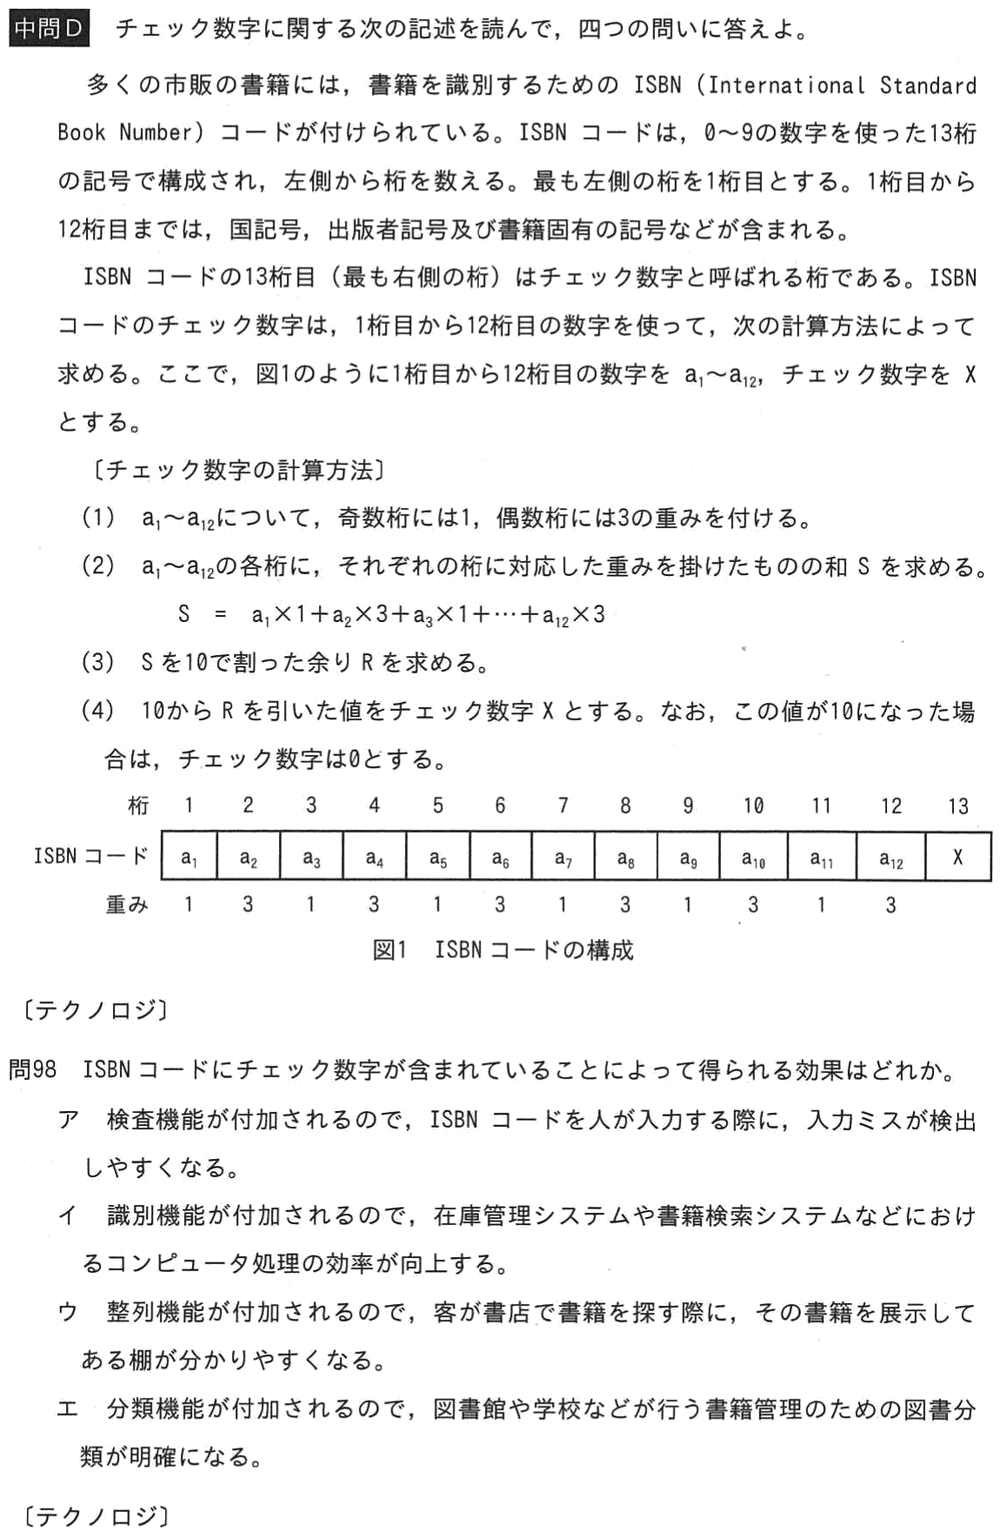 中問D チェック数字に関する次の記述を読んで，四つの問いに答えよ。
多くの市販の書籍には，書籍を識別するための ISBN（International Standard
Book Number）コードが付けられている。ISBN コードは，0～9の数字を使った13桁
の記号で構成され，左側から桁を数える。最も左側の桁を1桁目とする。1桁目から
12桁目までは，国記号，出版者記号及び書籍固有の記号などが含まれる。
ISBN コードの13桁目（最も右側の桁）はチェック数字と呼ばれる桁である。ISBN
コードのチェック数字は，1桁目から12桁目の数字を使って，次の計算方法によって
求める。ここで，図1のように1桁目から12桁目の数字を a₁～a₁₂，チェック数字を X
とする。
〔チェック数字の計算方法〕
(1) a₁～a₁₂について，奇数桁には1，偶数桁には3の重みを付ける。
(2) a₁～a₁₂の各桁に，それぞれの桁に対応した重みを掛けたものの和 S を求める。
S = a₁×1＋a₂×3＋a₃×1＋…＋a₁₂×3
(3) S を10で割った余り R を求める。
(4) 10から R を引いた値をチェック数字 X とする。なお，この値が10になった場
合は，チェック数字は0とする。
桁 1 2 3 4 5 6 7 8 9 10 11 12 13
ISBN コード a₁ a₂ a₃ a₄ a₅ a₆ a₇ a₈ a₉ a₁₀ a₁₁ a₁₂ X
重み 1 3 1 3 1 3 1 3 1 3 1 3
図1 ISBN コードの構成
〔テクノロジ〕
問98 ISBN コードにチェック数字が含まれていることによって得られる効果はどれか。
ア 検査機能が付加されるので，ISBN コードを人が入力する際に，入力ミスが検出
しやすくなる。
イ 識別機能が付加されるので，在庫管理システムや書籍検索システムなどにおけ
るコンピュータ処理の効率が向上する。
ウ 整列機能が付加されるので，客が書店で書籍を探す際に，その書籍を展示して
ある棚が分かりやすくなる。
エ 分類機能が付加されるので，図書館や学校などが行う書籍管理のための図書分
類が明確になる。
〔テクノロジ〕